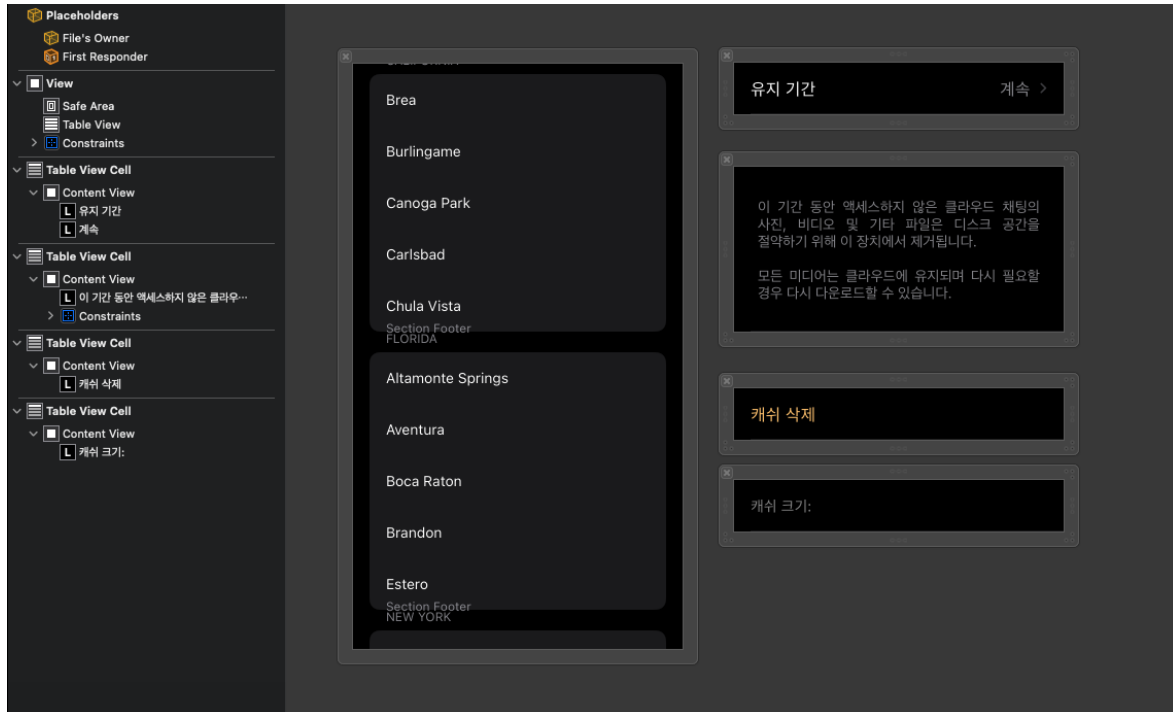 Placeholders
File's Owner
First Responder
View
Safe Area
Table View
Constraints
Table View Cell
Content View
L 유지 기간
L 계속
Table View Cell
Content View
L 이 기간 동안 액세스하지 않은 클라우…
Constraints
Table View Cell
Content View
L 캐쉬 삭제
Table View Cell
Content View
L 캐쉬 크기:
CALIFORNIA
Brea
Burlingame
Canoga Park
Carlsbad
Chula Vista
Section Footer
FLORIDA
Altamonte Springs
Aventura
Boca Raton
Brandon
Estero
Section Footer
NEW YORK
유지 기간 계속
이 기간 동안 액세스하지 않은 클라우드 채팅의
사진, 비디오 및 기타 파일은 디스크 공간을
절약하기 위해 이 장치에서 제거됩니다.
모든 미디어는 클라우드에 유지되며 다시 필요할
경우 다시 다운로드할 수 있습니다.
캐쉬 삭제
캐쉬 크기: